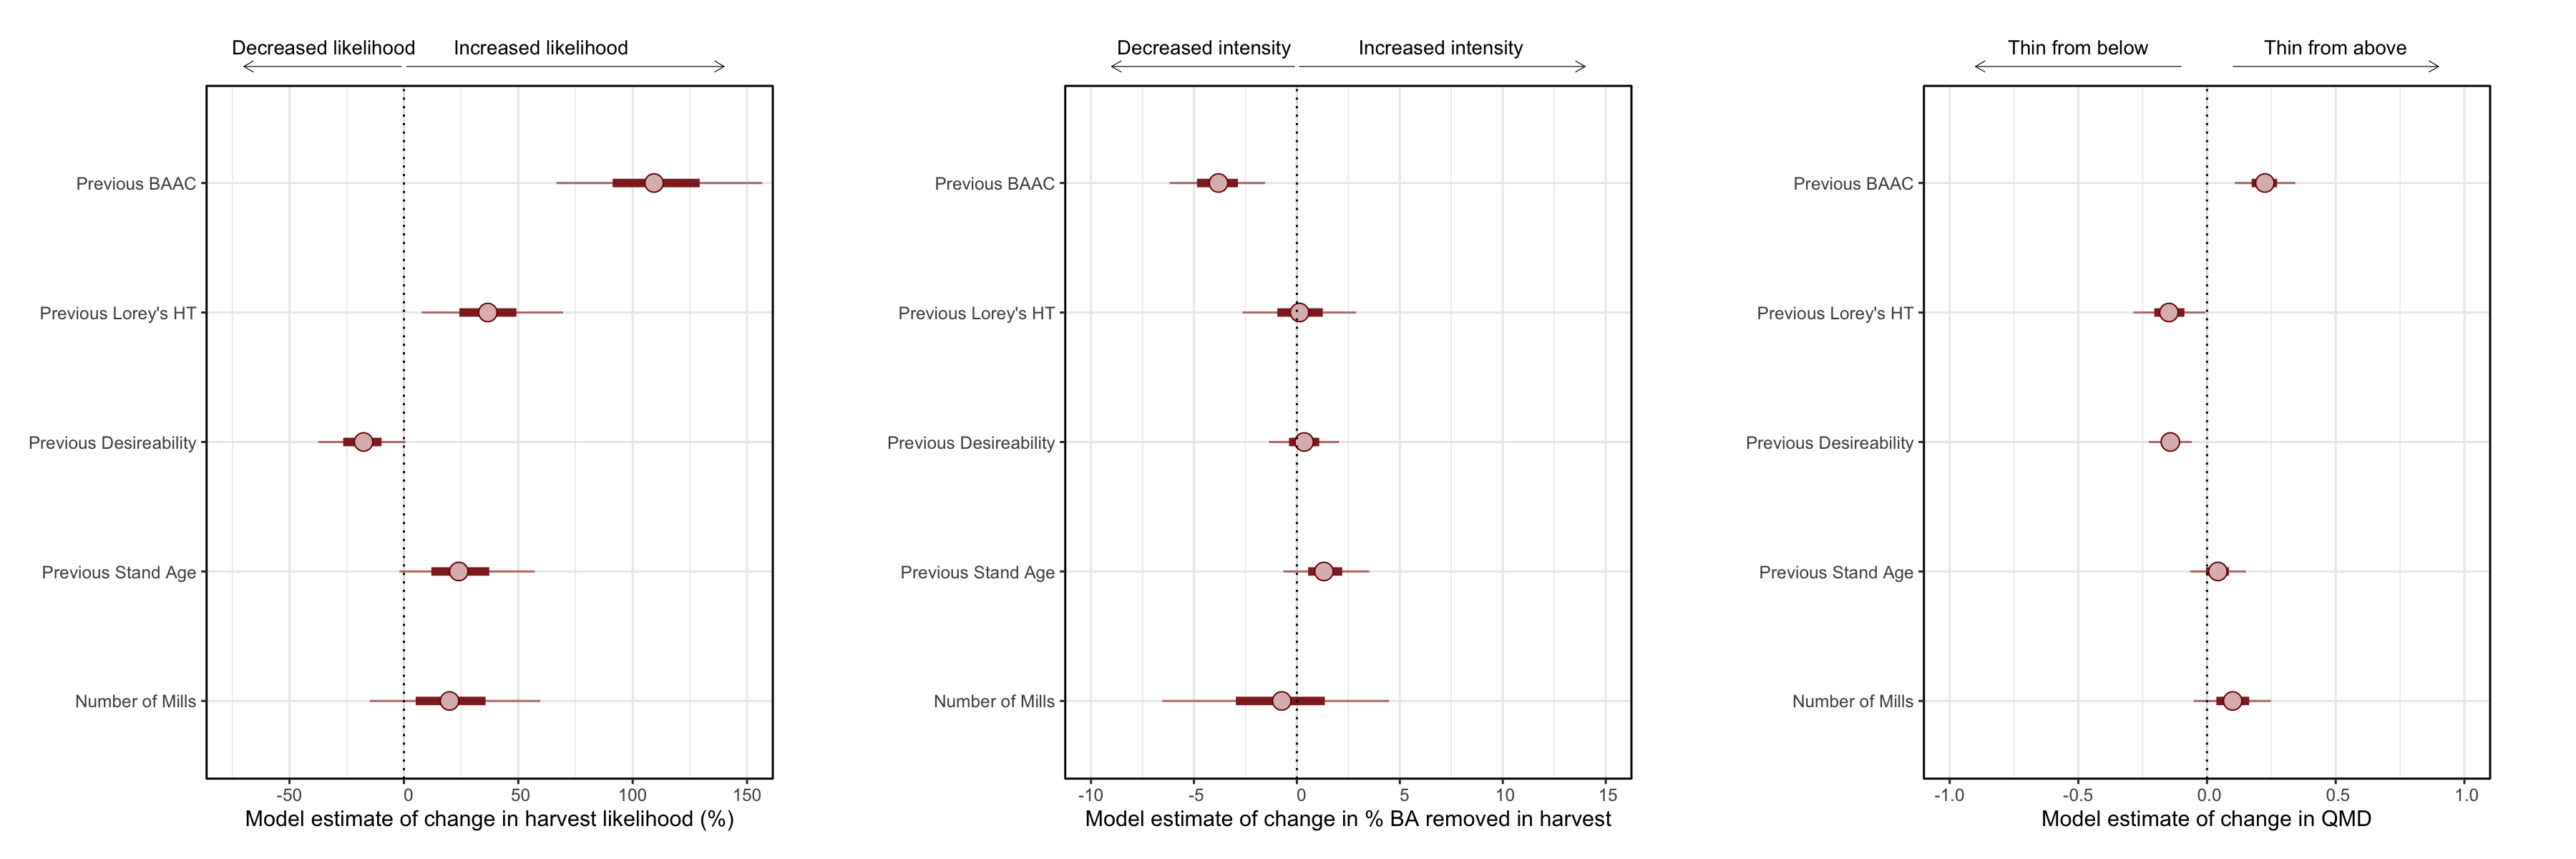 Decreased likelihood Increased likelihood
Previous BAAC
Previous Lorey's HT
Previous Desireability
Previous Stand Age
Number of Mills
-50 0 50 100 150
Model estimate of change in harvest likelihood (%)
Decreased intensity Increased intensity
Previous BAAC
Previous Lorey's HT
Previous Desireability
Previous Stand Age
Number of Mills
-10 -5 0 5 10 15
Model estimate of change in % BA removed in harvest
Thin from below Thin from above
Previous BAAC
Previous Lorey's HT
Previous Desireability
Previous Stand Age
Number of Mills
-1.0 -0.5 0.0 0.5 1.0
Model estimate of change in QMD